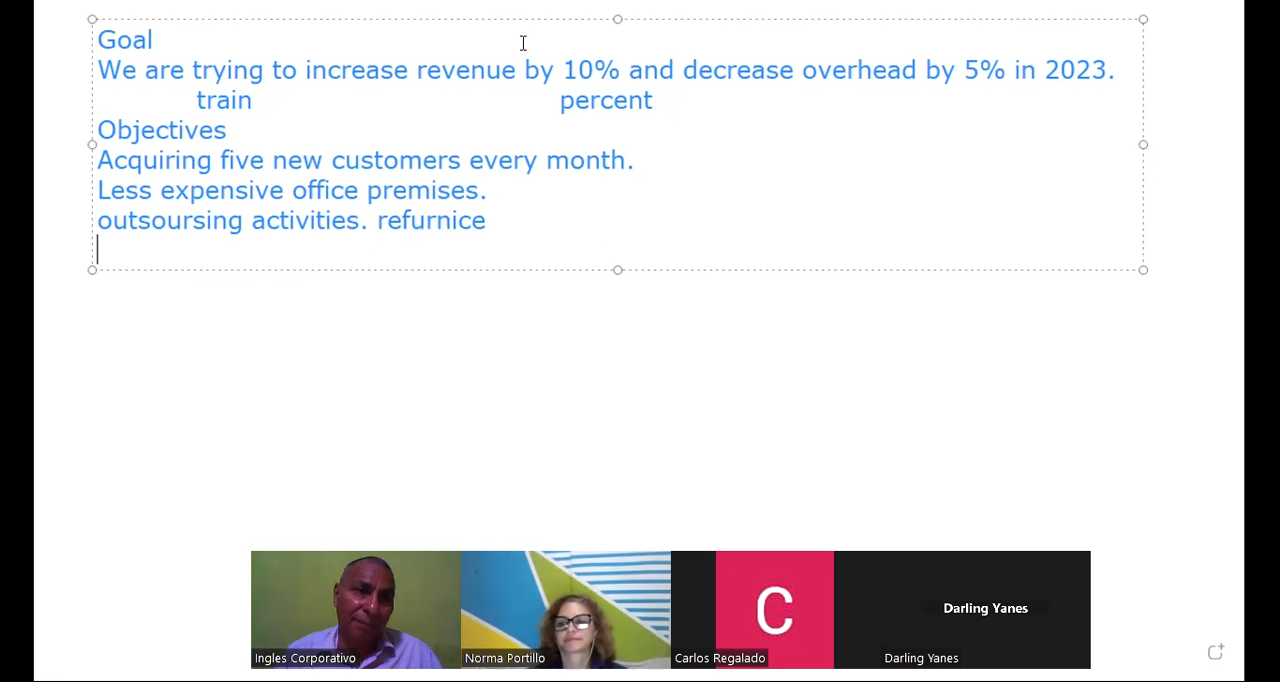 Goal
We are trying to increase revenue by 10% and decrease overhead by 5% in 2023.
train percent
Objectives
Acquiring five new customers every month.
Less expensive office premises.
outsoursing activities. refurnice
C
Darling Yanes
Ingles Corporativo
Norma Portillo
Carlos Regalado
Darling Yanes